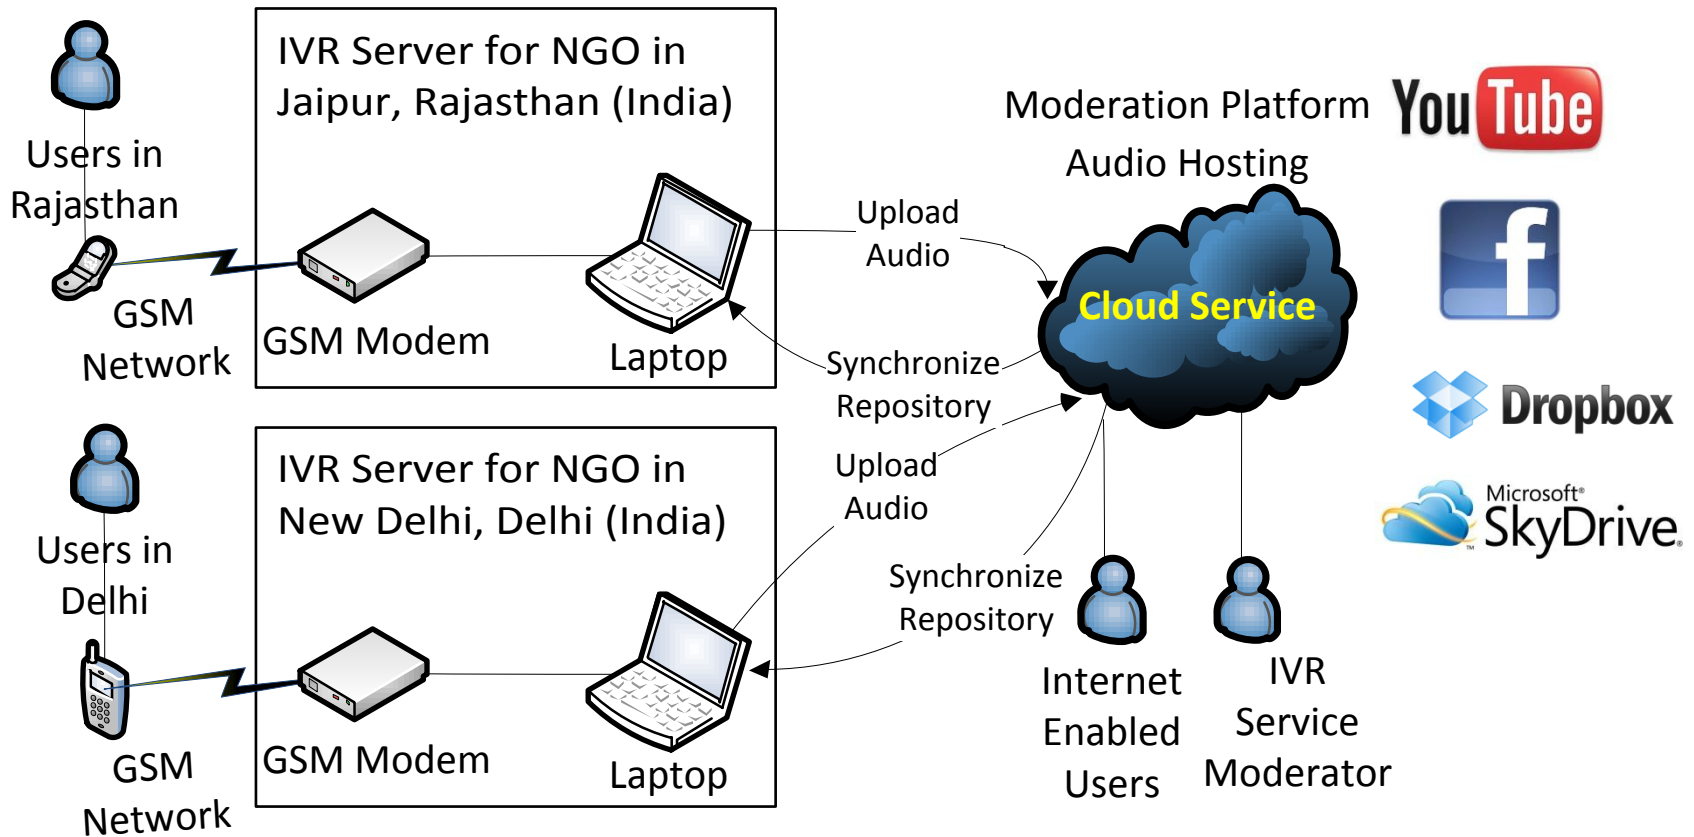 IVR Server for NGO in
Jaipur, Rajasthan (India)
Users in
Rajasthan
GSM
Network
GSM Modem
Laptop
Upload
Audio
Synchronize
Repository
Moderation Platform
Audio Hosting
Cloud Service
YouTube
f
Dropbox
Microsoft®
SkyDrive®
TM
IVR Server for NGO in
New Delhi, Delhi (India)
Users in
Delhi
GSM
Network
GSM Modem
Laptop
Upload
Audio
Synchronize
Repository
Internet
Enabled
Users
IVR
Service
Moderator